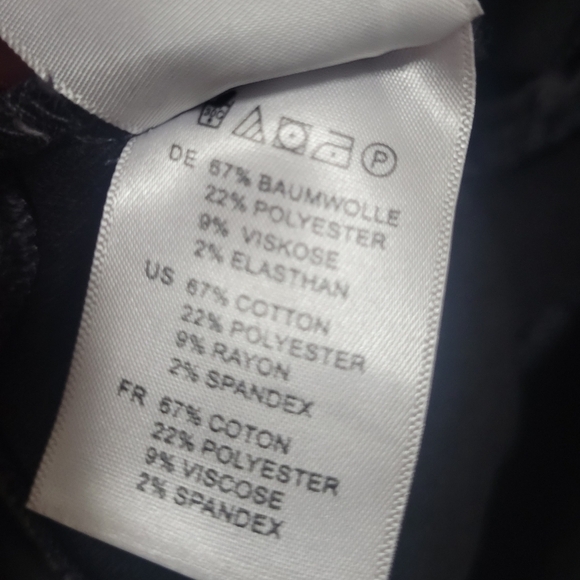 P
DE 67% BAUMWOLLE
22% POLYESTER
9% VISKOSE
2% ELASTHAN
US 67% COTTON
22% POLYESTER
9% RAYON
2% SPANDEX
FR 67% COTON
22% POLYESTER
9% VISCOSE
2% SPANDEX